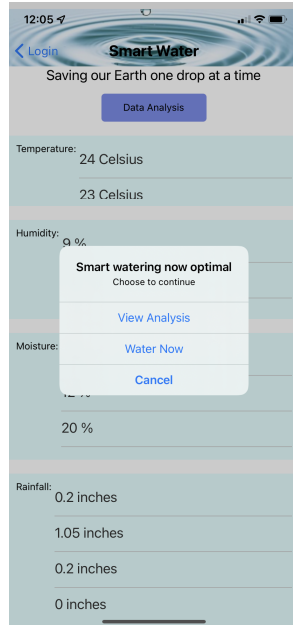 12:05
Login
Smart Water
Saving our Earth one drop at a time
Data Analysis
Temperature:
24 Celsius
23 Celsius
Humidity:
9 %
Smart watering now optimal
Choose to continue
View Analysis
Water Now
Cancel
Moisture:
20 %
Rainfall:
0.2 inches
1.05 inches
0.2 inches
0 inches